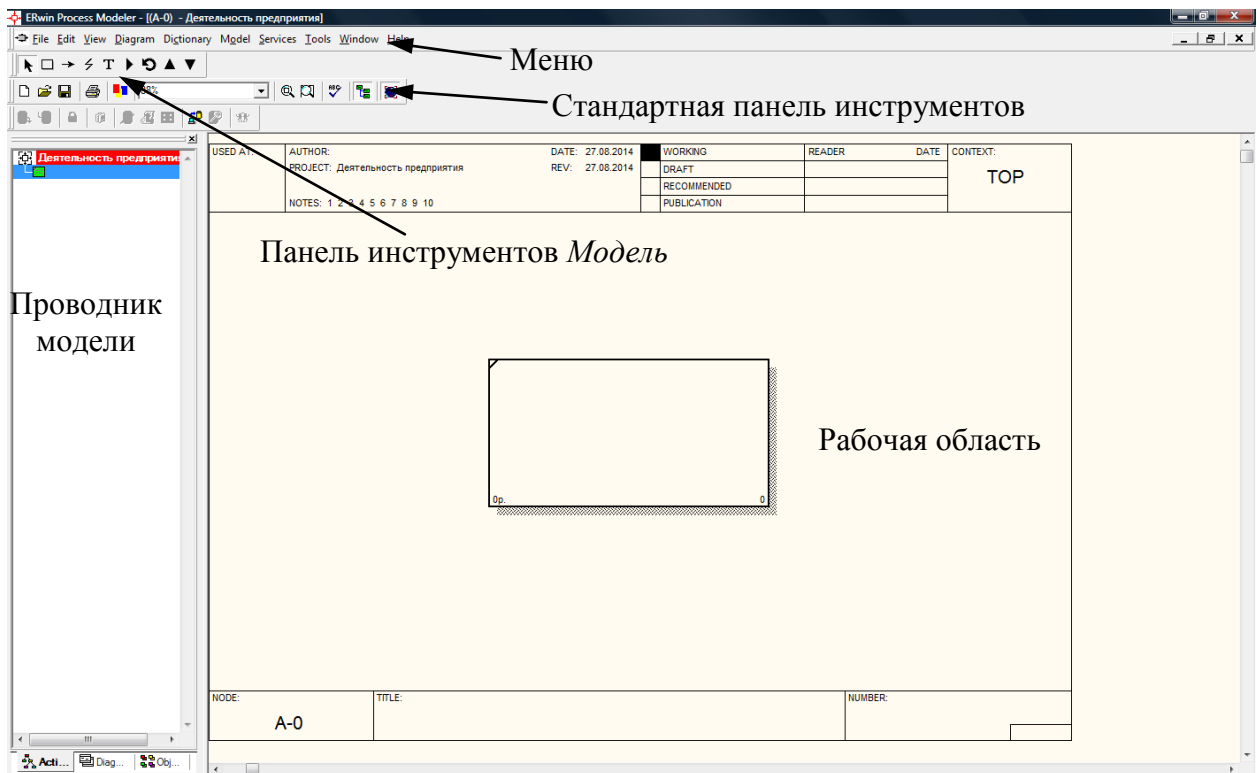 ERwin Process Modeler - [(A-0) - Деятельность предприятия]
File Edit View Diagram Dictionary Model Services Tools Window Help
Меню
Стандартная панель инструментов
Деятельность предприяти
USED AT: AUTHOR: DATE: 27.08.2014 WORKING READER DATE CONTEXT:
PROJECT: Деятельность предприятия REV: 27.08.2014 DRAFT
TOP
RECOMMENDED
NOTES: 1 2 3 4 5 6 7 8 9 10 PUBLICATION
Панель инструментов Модель
Проводник
модели
Рабочая область
0р. 0
NODE: TITLE: NUMBER:
A-0
Acti... Diag... Obj...